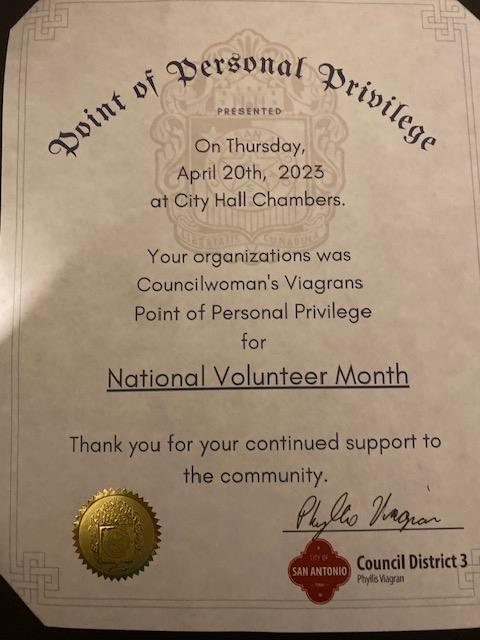 Point of Personal Privilege
PRESENTED
On Thursday,
April 20th, 2023
at City Hall Chambers.
Your organizations was
Councilwoman's Viagrans
Point of Personal Privilege
for
National Volunteer Month
Thank you for your continued support to
the community.
Phyllis Viagran
CITY OF
SAN ANTONIO
Council District 3
Phyllis Viagran